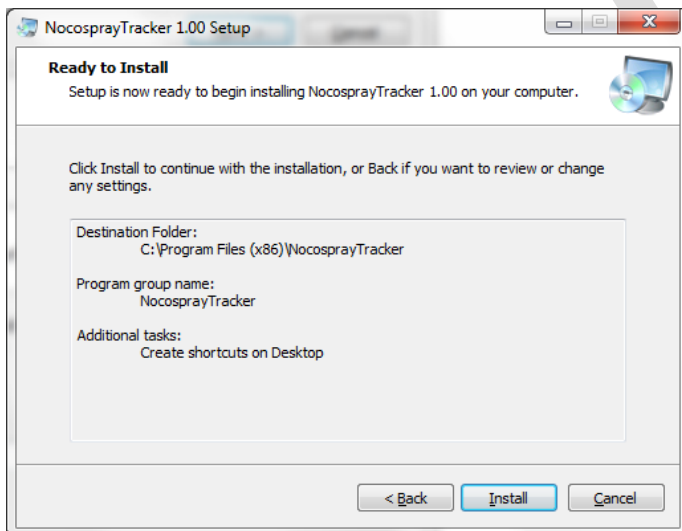 NocosprayTracker 1.00 Setup
Ready to Install
Setup is now ready to begin installing NocosprayTracker 1.00 on your computer.
Click Install to continue with the installation, or Back if you want to review or change
any settings.
Destination Folder:
C:\Program Files (x86)\NocosprayTracker
Program group name:
NocosprayTracker
Additional tasks:
Create shortcuts on Desktop
< Back
Install
Cancel